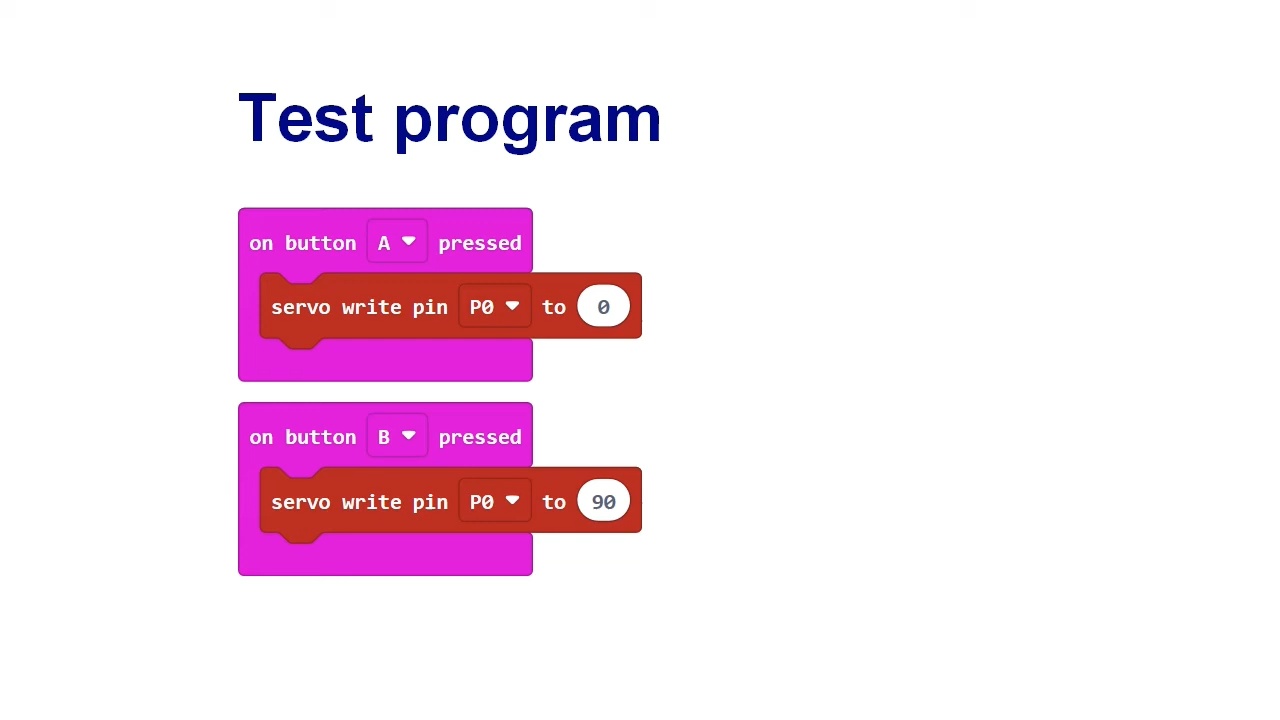 Test program
on button A pressed
servo write pin P0 to 0
on button B pressed
servo write pin P0 to 90